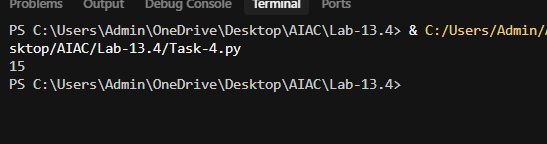 Problems Output Debug Console Terminal Ports
PS C:\Users\Admin\OneDrive\Desktop\AIAC\Lab-13.4> & C:/Users/Admin/
sktop/AIAC/Lab-13.4/Task-4.py
15
PS C:\Users\Admin\OneDrive\Desktop\AIAC\Lab-13.4>